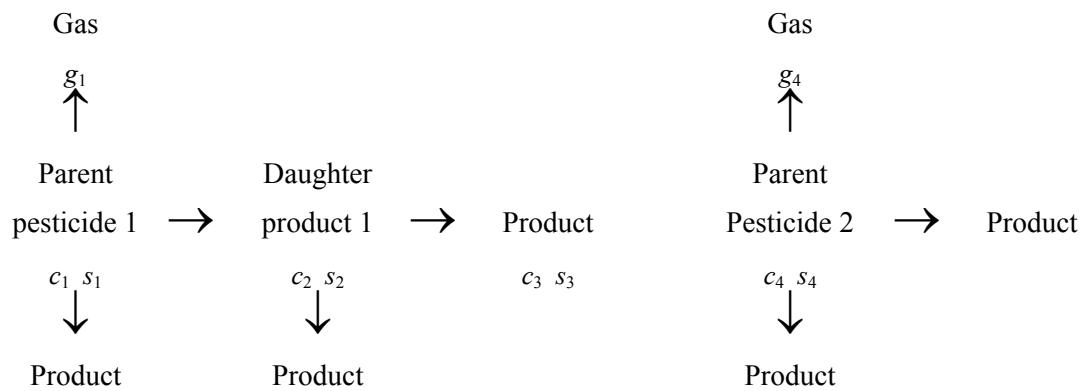 Gas Gas
g1 g4
Parent Daughter Parent
pesticide 1 product 1 Product Pesticide 2 Product
c1 s1 c2 s2 c3 s3 c4 s4
Product Product Product